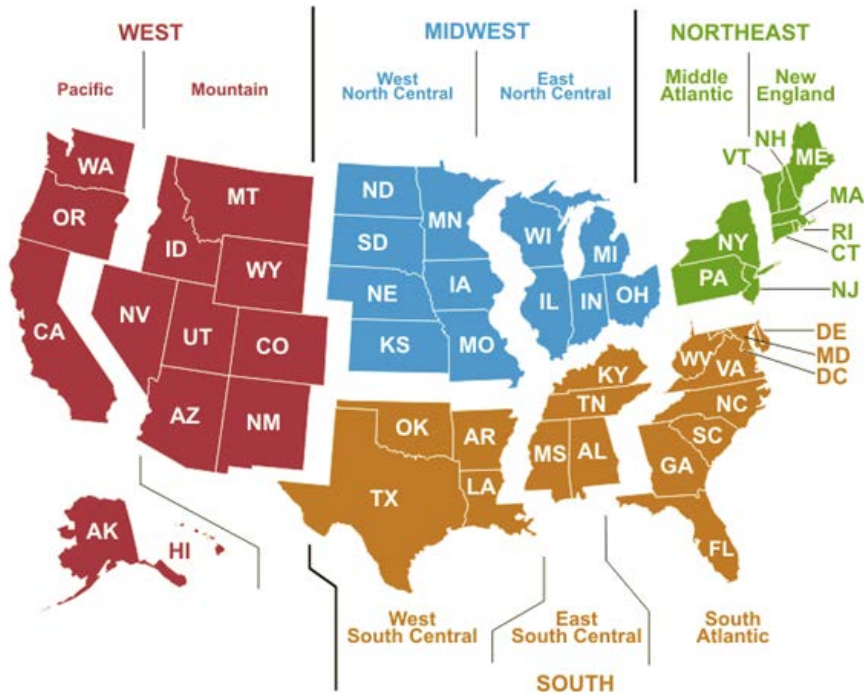 WEST
MIDWEST
NORTHEAST
Pacific
Mountain
West
North Central
East
North Central
Middle
Atlantic
New
England
WA
OR
CA
MT
ID
WY
NV
UT
CO
AZ
NM
AK
HI
ND
SD
NE
KS
MN
IA
MO
WI
MI
IL
IN
OH
NH
VT
ME
MA
RI
CT
NY
PA
NJ
OK
TX
AR
LA
KY
TN
MS
AL
DE
MD
DC
WV
VA
NC
SC
GA
FL
West
South Central
East
South Central
South
Atlantic
SOUTH